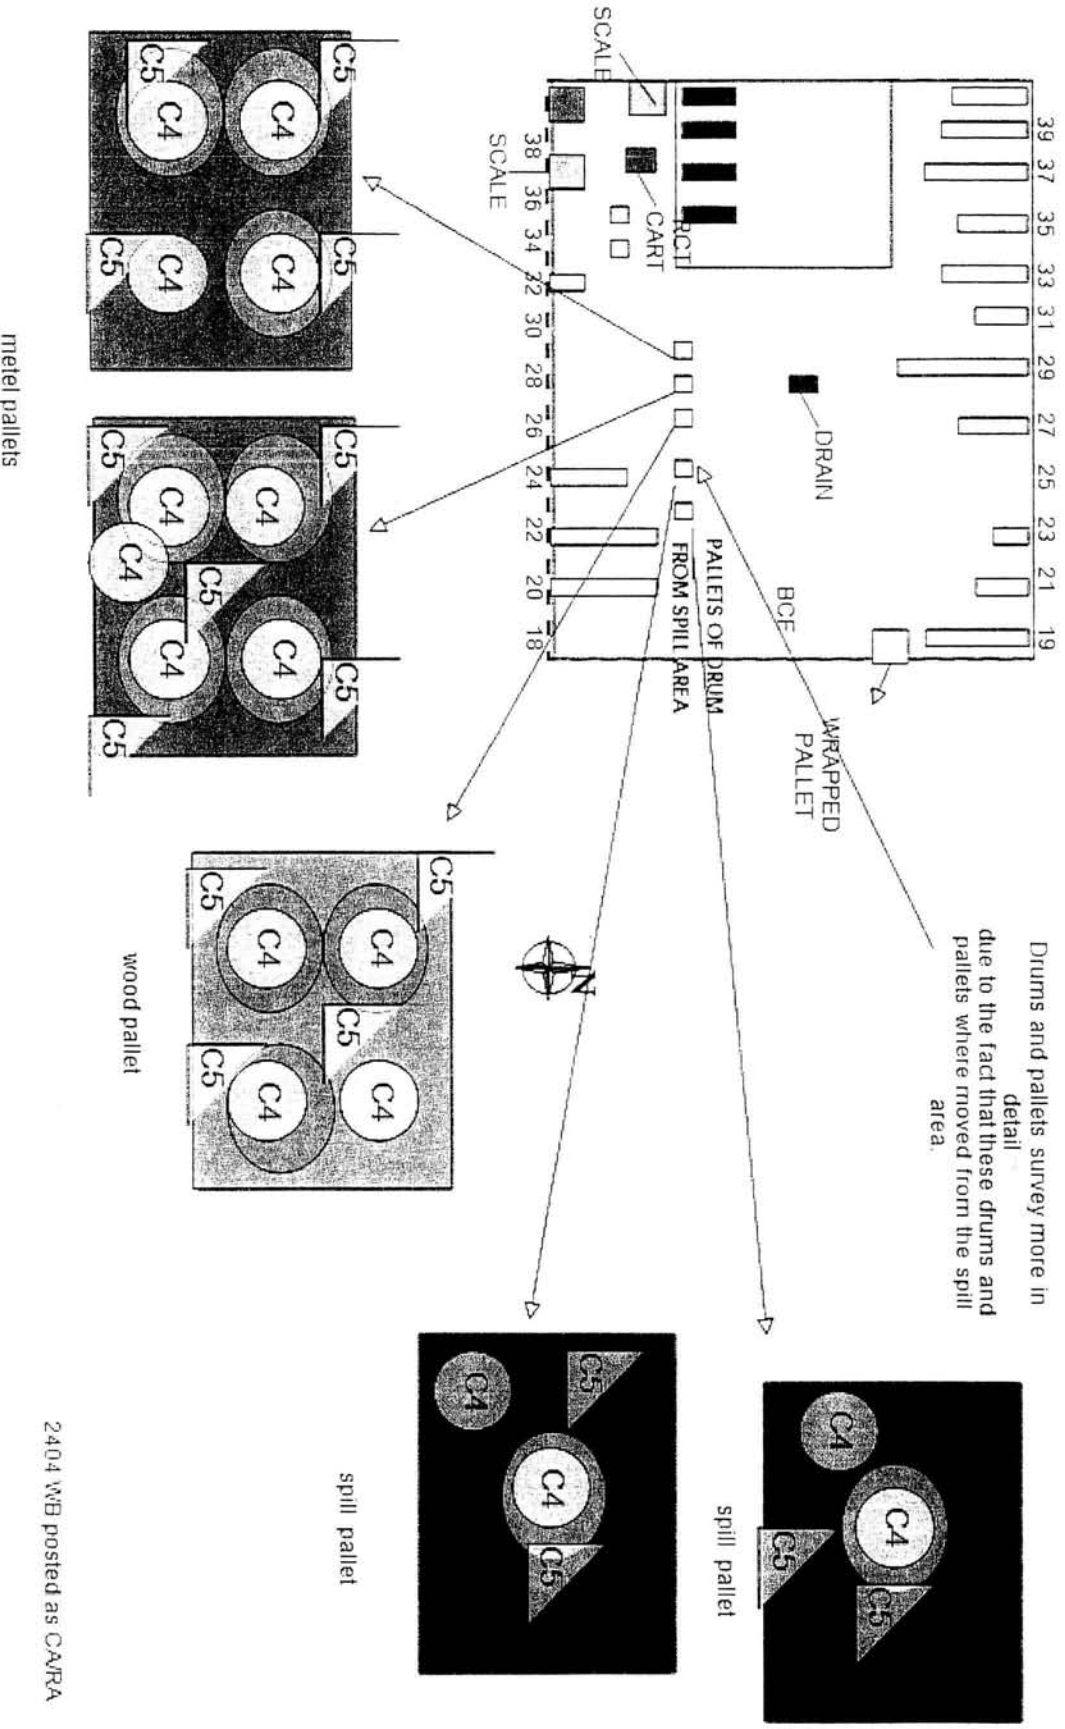 39 37 35 33 31 29 27 25 23 21 19
Drums and pallets survey more in
detail
due to the fact that these drums and
pallets where moved from the spill
area.
DRAIN
WRAPPED
PALLET
PALLETS OF DRUM
FROM SPILL AREA
RCT
CART
SCALE
38 36 34 32 30 28 26 24 22 20 18
SCALE
N
C4
C5
C4
C5
spill pallet
C5
C4
C5
C4
spill pallet
C5
C4
C4
C5
C4
C4
C5
C5
wood pallet
C5
C5
C4
C4
C5
C4
C4
C5
C5
C5
C4
C4
C5
C4
C4
C4
C5
C5
metel pallets
2404 WB posted as CA/RA